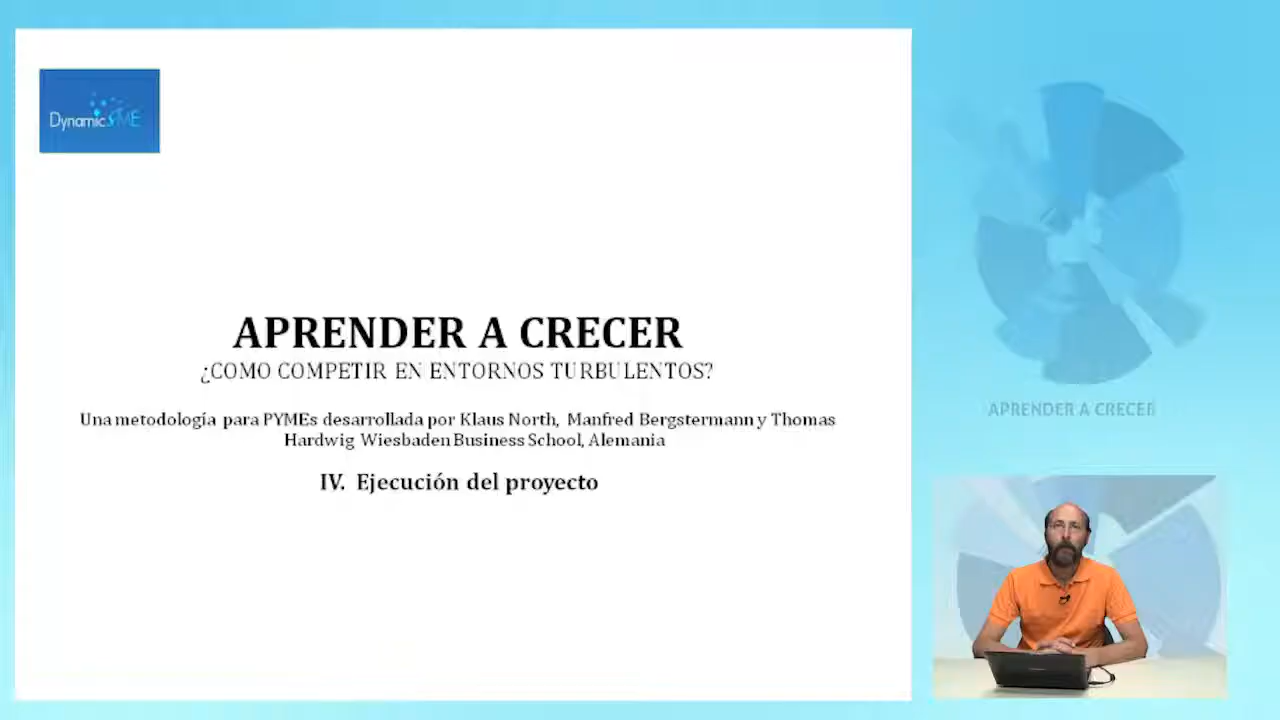 DynamicSME
APRENDER A CRECER
¿COMO COMPETIR EN ENTORNOS TURBULENTOS?
Una metodología para PYMEs desarrollada por Klaus North, Manfred Bergstermann y Thomas
Hardwig Wiesbaden Business School, Alemania
IV. Ejecución del proyecto
APRENDER A CRECER